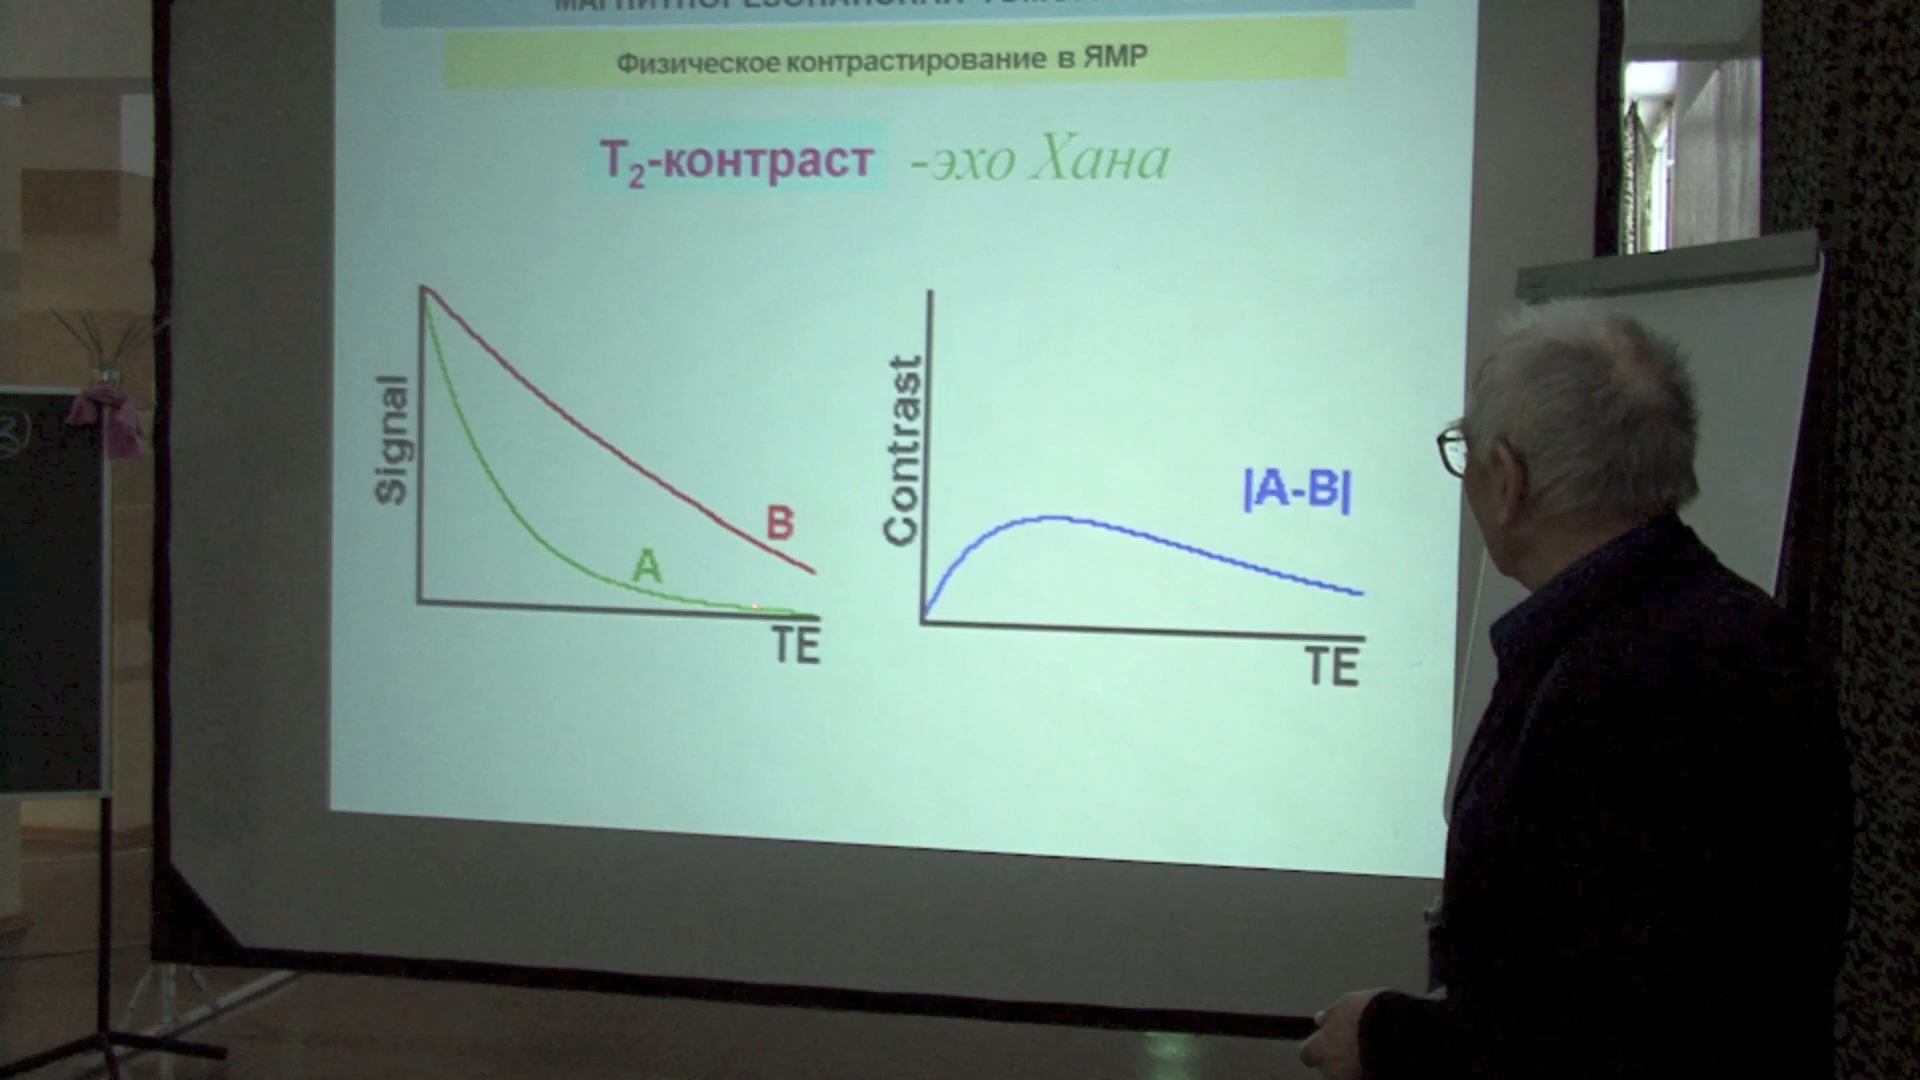 Физическое контрастирование в ЯМР
T2-контраст -эхо Хана
Signal
A
B
TE
Contrast
|A-B|
TE